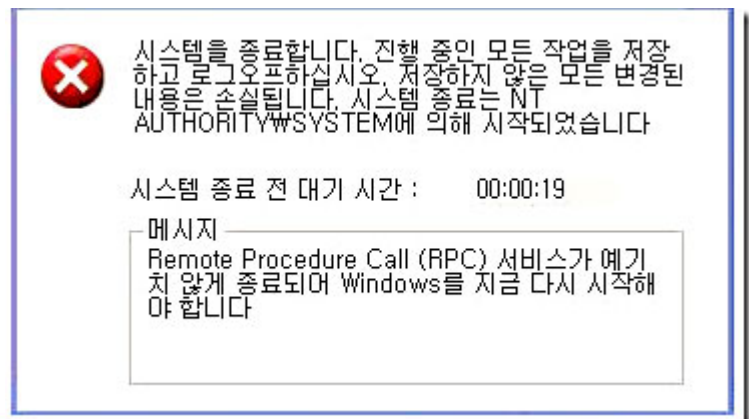 시스템을 종료합니다. 진행 중인 모든 작업을 저장
하고 로그오프하십시오. 저장하지 않은 모든 변경된
내용은 손실됩니다. 시스템 종료는 NT
AUTHORITY₩SYSTEM에 의해 시작되었습니다
시스템 종료 전 대기 시간 : 00:00:19
메시지
Remote Procedure Call (RPC) 서비스가 예기
치 않게 종료되어 Windows를 지금 다시 시작해
야 합니다